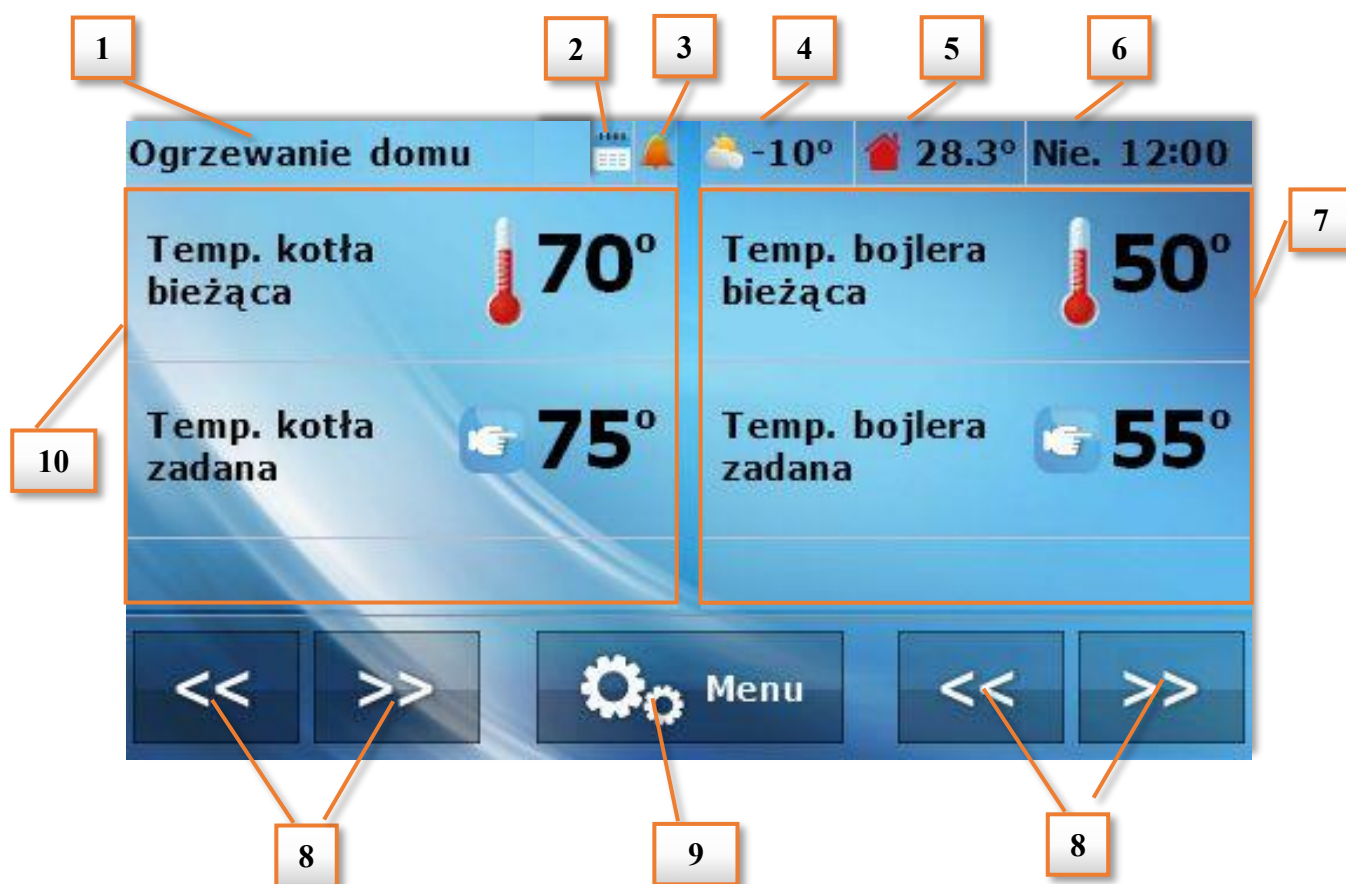 1
2
3
4
5
6
Ogrzewanie domu
-10°
28.3°
Nie. 12:00
7
Temp. kotła
bieżąca
70°
Temp. bojlera
bieżąca
50°
10
Temp. kotła
zadana
75°
Temp. bojlera
zadana
55°
<<
>>
Menu
<<
>>
8
9
8